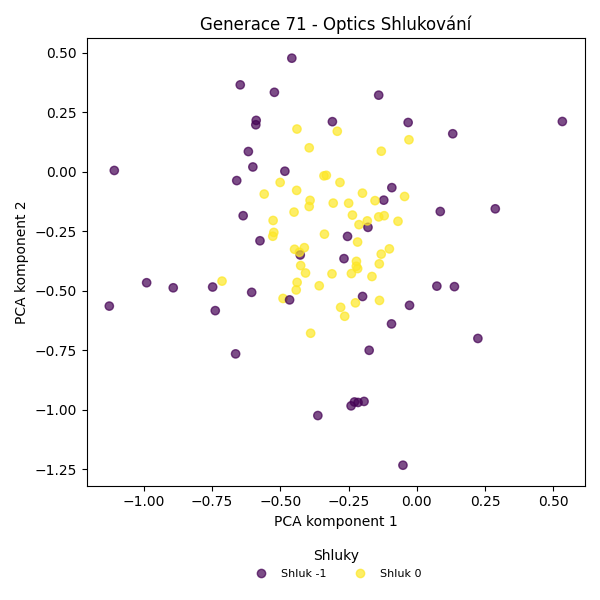 Generace 71 - Optics Shlukování
PCA komponent 2
0.50
0.25
0.00
−0.25
−0.50
−0.75
−1.00
−1.25
−1.00
−0.75
−0.50
−0.25
0.00
0.25
0.50
PCA komponent 1
Shluky
Shluk -1
Shluk 0